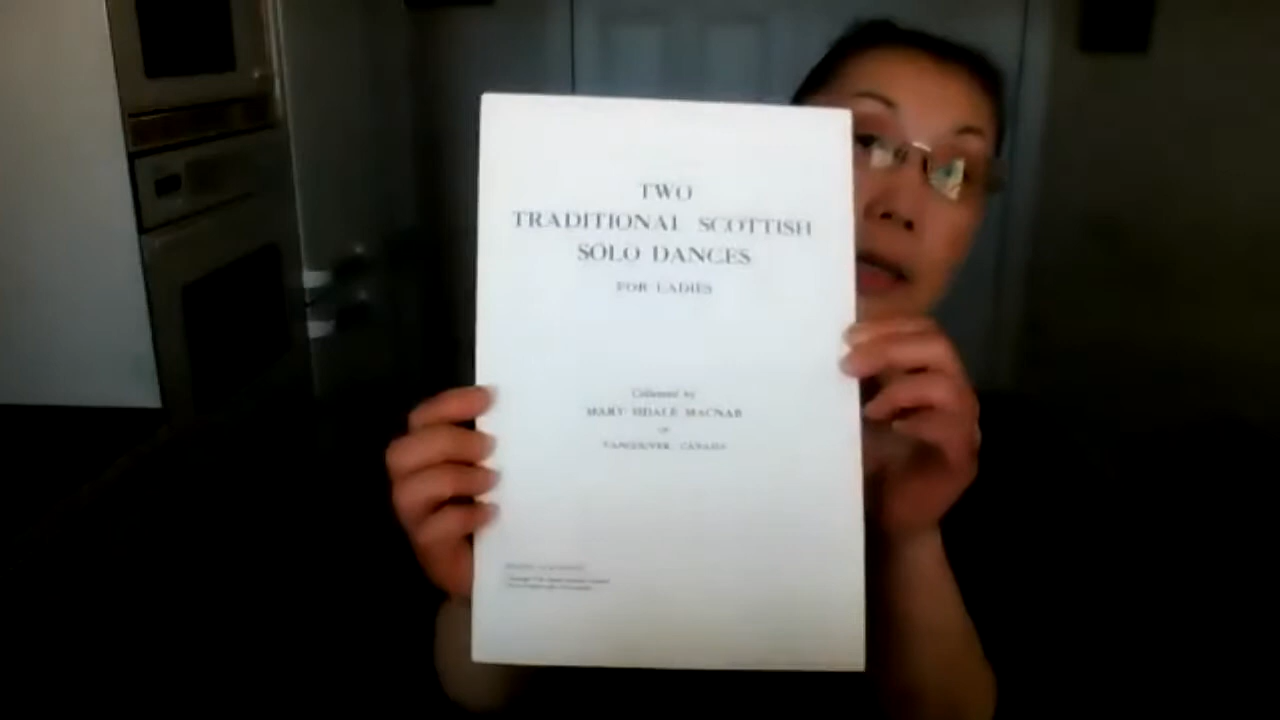 TWO
TRADITIONAL SCOTTISH
SOLO DANCES
FOR LADIES
Collected by
MARY ISDALE MACNAB
OF
VANCOUVER, CANADA